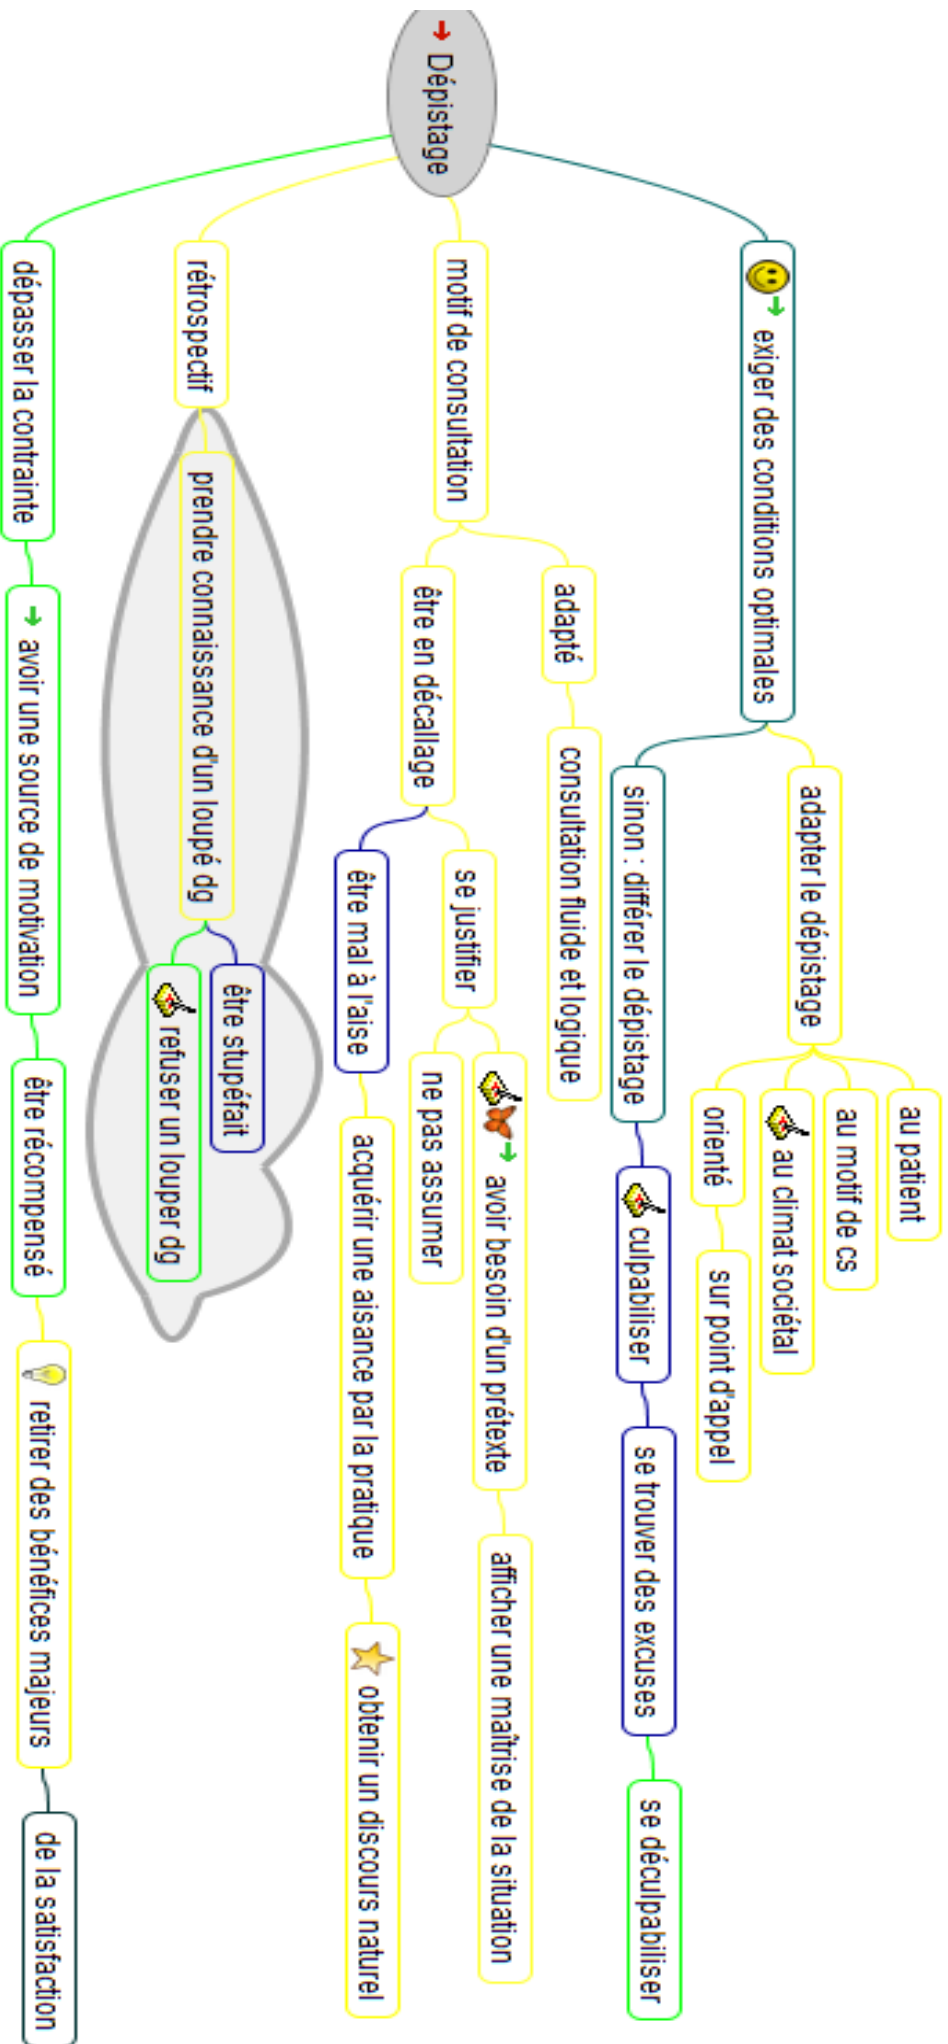 Dépistage
exiger des conditions optimales
adapter le dépistage
au patient
au motif de cs
au climat sociétal
orienté
sur point d'appel
sinon : différer le dépistage
culpabiliser
se trouver des excuses
se déculpabiliser
motif de consultation
adapté
consultation fluide et logique
être en décallage
se justifier
avoir besoin d'un prétexte
afficher une maîtrise de la situation
ne pas assumer
être mal à l'aise
acquérir une aisance par la pratique
obtenir un discours naturel
rétrospectif
prendre connaissance d'un loupé dg
être stupéfait
refuser un louper dg
dépasser la contrainte
avoir une source de motivation
être récompensé
retirer des bénéfices majeurs
de la satisfaction